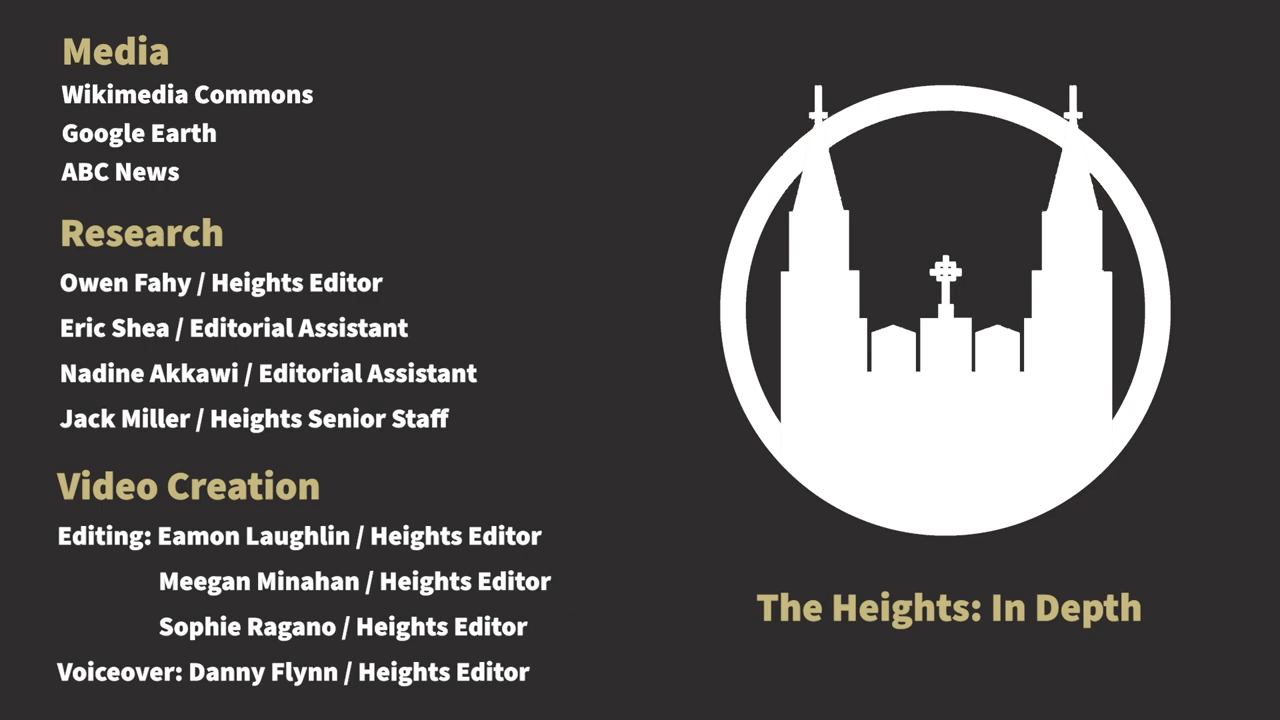 Media
Wikimedia Commons
Google Earth
ABC News
Research
Owen Fahy / Heights Editor
Eric Shea / Editorial Assistant
Nadine Akkawi / Editorial Assistant
Jack Miller / Heights Senior Staff
Video Creation
Editing: Eamon Laughlin / Heights Editor
Meegan Minahan / Heights Editor
Sophie Ragano / Heights Editor
Voiceover: Danny Flynn / Heights Editor
The Heights: In Depth